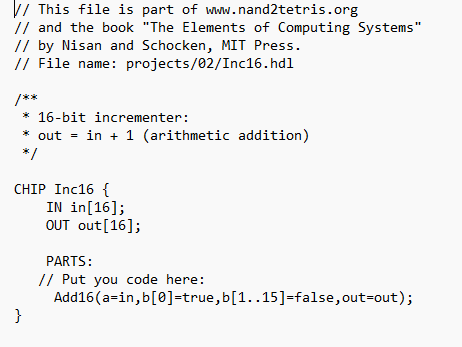 // This file is part of www.nand2tetris.org
// and the book "The Elements of Computing Systems"
// by Nisan and Schocken, MIT Press.
// File name: projects/02/Inc16.hdl

/**
 * 16-bit incrementer:
 * out = in + 1 (arithmetic addition)
 */

CHIP Inc16 {
    IN in[16];
    OUT out[16];

    PARTS:
   // Put you code here:
     Add16(a=in,b[0]=true,b[1..15]=false,out=out);
}